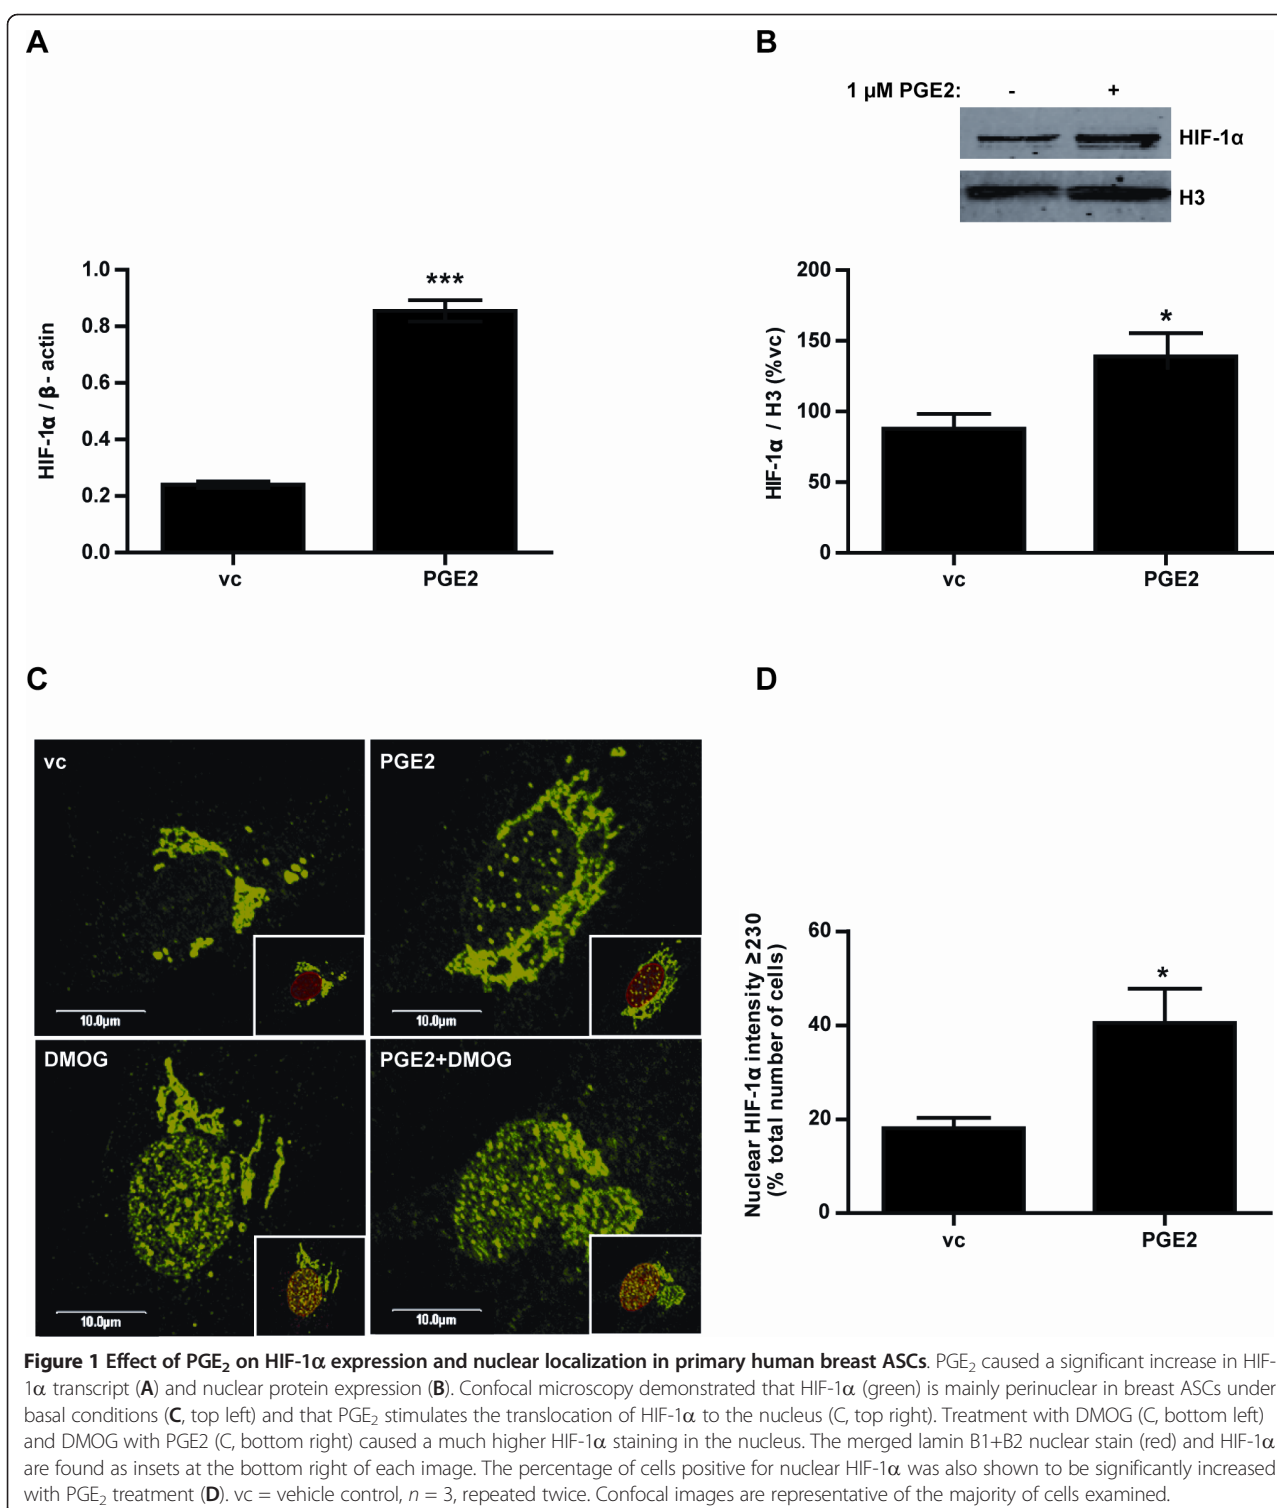 A
HIF-1α / β- actin
1.0
0.8
0.6
0.4
0.2
0.0
***
vc
PGE2
B
1 µM PGE2: - +
HIF-1α
H3
HIF-1α / H3 (%vc)
200
150
100
50
0
*
vc
PGE2
C
vc
10.0µm
PGE2
10.0µm
DMOG
10.0µm
PGE2+DMOG
10.0µm
D
Nuclear HIF-1α intensity ≥230
(% total number of cells)
60
40
20
0
*
vc
PGE2
Figure 1 Effect of PGE₂ on HIF-1α expression and nuclear localization in primary human breast ASCs. PGE₂ caused a significant increase in HIF-
1α transcript (A) and nuclear protein expression (B). Confocal microscopy demonstrated that HIF-1α (green) is mainly perinuclear in breast ASCs under
basal conditions (C, top left) and that PGE₂ stimulates the translocation of HIF-1α to the nucleus (C, top right). Treatment with DMOG (C, bottom left)
and DMOG with PGE2 (C, bottom right) caused a much higher HIF-1α staining in the nucleus. The merged lamin B1+B2 nuclear stain (red) and HIF-1α
are found as insets at the bottom right of each image. The percentage of cells positive for nuclear HIF-1α was also shown to be significantly increased
with PGE₂ treatment (D). vc = vehicle control, n = 3, repeated twice. Confocal images are representative of the majority of cells examined.